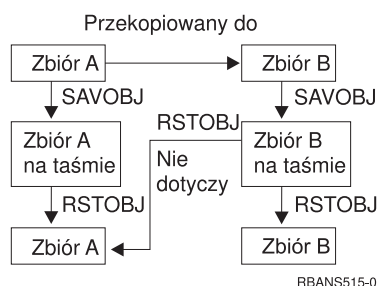 Przekopiowany do
Zbiór A
Zbiór B
SAVOBJ
SAVOBJ
RSTOBJ
Zbiór A
na taśmie
Nie
dotyczy
Zbiór B
na taśmie
RSTOBJ
RSTOBJ
Zbiór A
Zbiór B
RBANS515-0